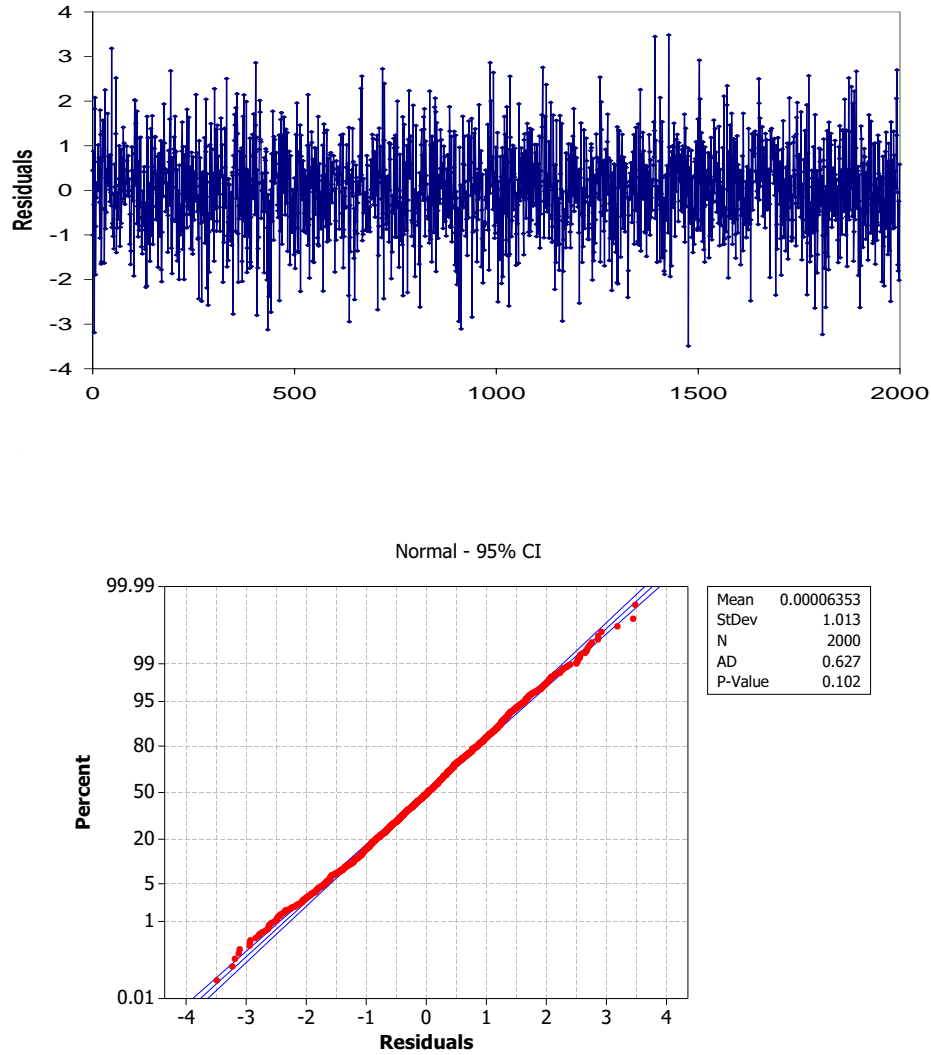 4
3
2
1
0
-1
-2
-3
-4
Residuals
0 500 1000 1500 2000
Normal - 95% CI
99.99
99
95
80
50
20
5
1
0.01
Percent
-4 -3 -2 -1 0 1 2 3 4
Residuals
Mean 0.00006353
StDev 1.013
N 2000
AD 0.627
P-Value 0.102